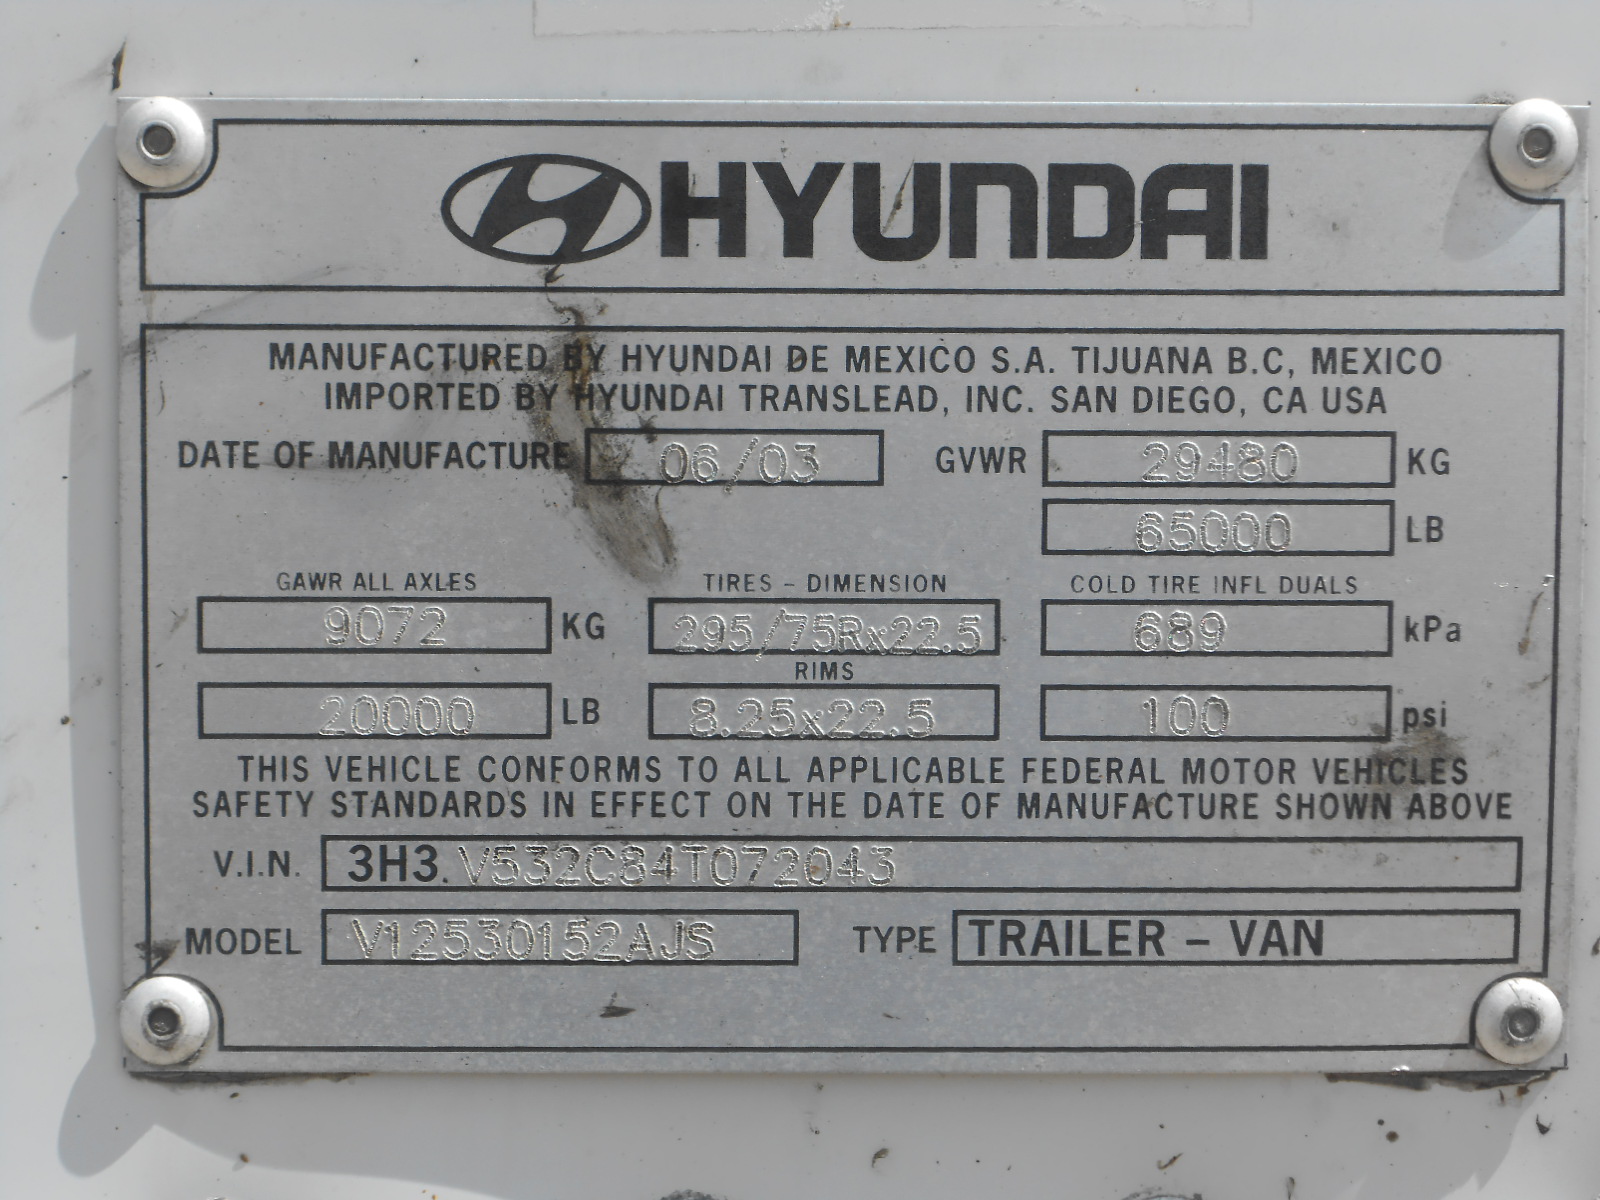 HYUNDAI
MANUFACTURED BY HYUNDAI DE MEXICO S.A. TIJUANA B.C, MEXICO
IMPORTED BY HYUNDAI TRANSLEAD, INC. SAN DIEGO, CA USA
DATE OF MANUFACTURE 06/03 GVWR 29480 KG
65000 LB
GAWR ALL AXLES TIRES - DIMENSION COLD TIRE INFL DUALS
9072 KG 295/75Rx22.5 689 kPa
RIMS
20000 LB 8.25x22.5 100 psi
THIS VEHICLE CONFORMS TO ALL APPLICABLE FEDERAL MOTOR VEHICLES
SAFETY STANDARDS IN EFFECT ON THE DATE OF MANUFACTURE SHOWN ABOVE
V.I.N. 3H3. V532C84T072043
MODEL V12530152AJS TYPE TRAILER - VAN